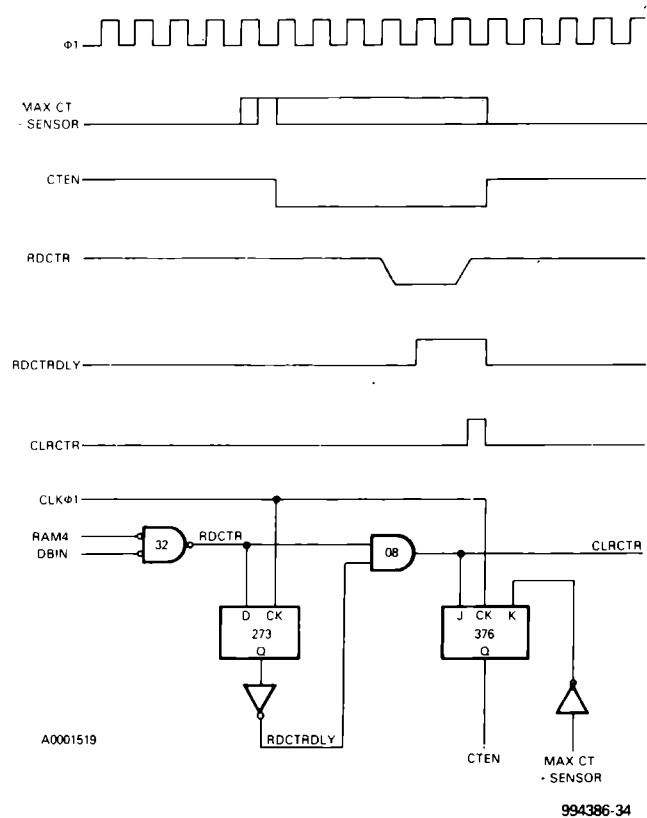 Φ1
MAX CT
- SENSOR
CTEN
RDCTR
RDCTRDLY
CLRCTR
CLKΦ1
RAM4
DBIN
32
RDCTR
08
CLRCTR
D CK
273
Q
J CK K
376
Q
A0001519
RDCTRDLY
CTEN
MAX CT
- SENSOR
994386-34